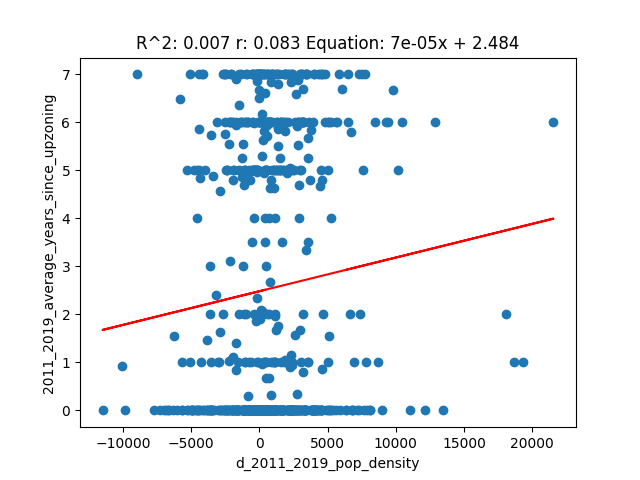 R^2: 0.007 r: 0.083 Equation: 7e-05x + 2.484
2011_2019_average_years_since_upzoning
7
6
5
4
3
2
1
0
−10000 −5000 0 5000 10000 15000 20000
d_2011_2019_pop_density